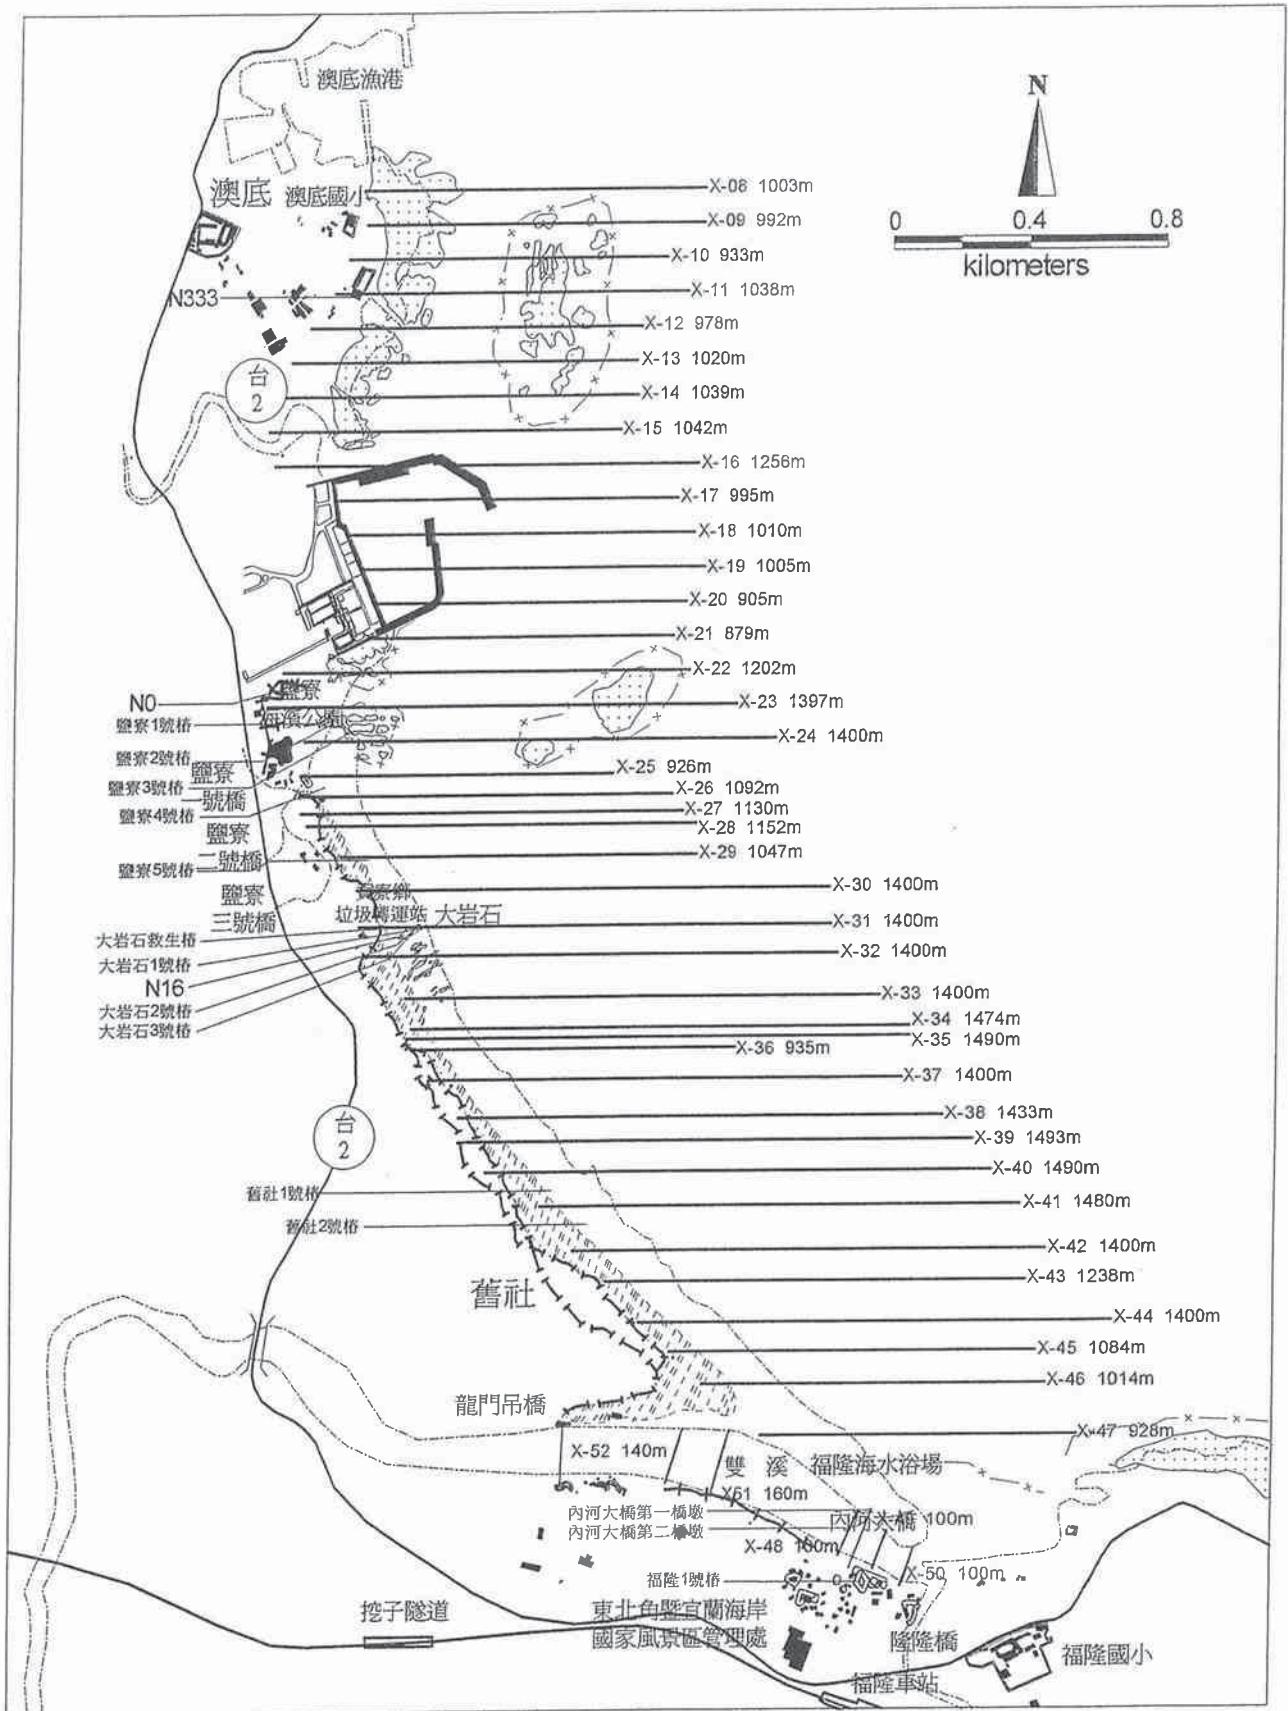 澳底漁港
N
澳底 澳底國小
X-08 1003m
0 0.4 0.8
kilometers
X-09 992m
X-10 933m
N333
X-11 1038m
X-12 978m
X-13 1020m
台
2
X-14 1039m
X-15 1042m
X-16 1256m
X-17 995m
X-18 1010m
X-19 1005m
X-20 905m
X-21 879m
X-22 1202m
N0
鹽寮
X-23 1397m
鹽寮1號樁
海濱公園
X-24 1400m
鹽寮2號樁
鹽寮
X-25 926m
鹽寮3號樁
號橋
X-26 1092m
鹽寮4號樁
X-27 1130m
鹽寮
X-28 1152m
二號橋
X-29 1047m
鹽寮5號樁
鹽寮
X-30 1400m
三號橋
垃圾轉運站 大岩石
X-31 1400m
大岩石救生樁
X-32 1400m
大岩石1號樁
N16
X-33 1400m
大岩石2號樁
X-34 1474m
大岩石3號樁
X-35 1490m
X-36 935m
X-37 1400m
X-38 1433m
台
2
X-39 1493m
X-40 1490m
舊社1號樁
X-41 1480m
舊社2號樁
X-42 1400m
X-43 1238m
舊社
X-44 1400m
X-45 1084m
X-46 1014m
龍門吊橋
X-47 928m
X-52 140m
雙溪 福隆海水浴場
X51 160m
內河大橋第一橋墩
內河大橋 100m
內河大橋第二橋墩
X-48 100m
X-50 100m
福隆1號樁
挖子隧道
東北角暨宜蘭海岸
國家風景區管理處
隆隆橋
福隆國小
福隆車站